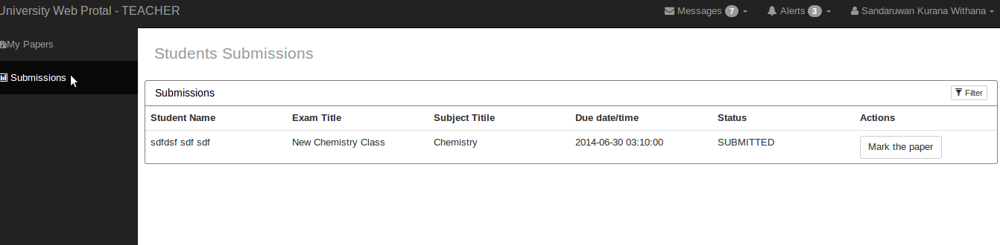 University Web Protal - TEACHER
Messages 7
Alerts 3
Sandaruwan Kurana Withana
My Papers
Submissions
Students Submissions
Submissions
Filter
Student Name Exam Title Subject Titile Due date/time Status Actions
sdfdsf sdf sdf New Chemistry Class Chemistry 2014-06-30 03:10:00 SUBMITTED Mark the paper